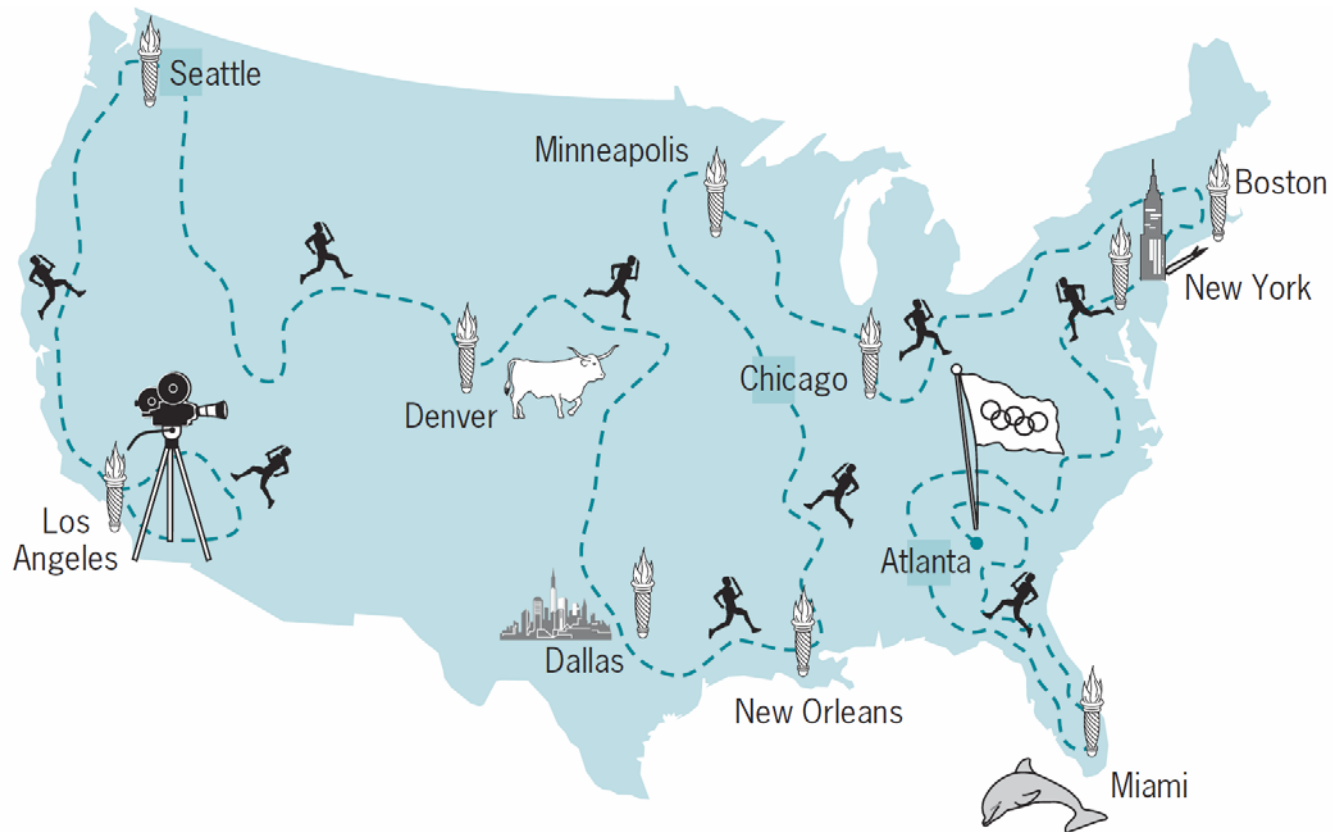 Seattle
Minneapolis
Boston
New York
Chicago
Denver
Los
Angeles
Atlanta
Dallas
New Orleans
Miami